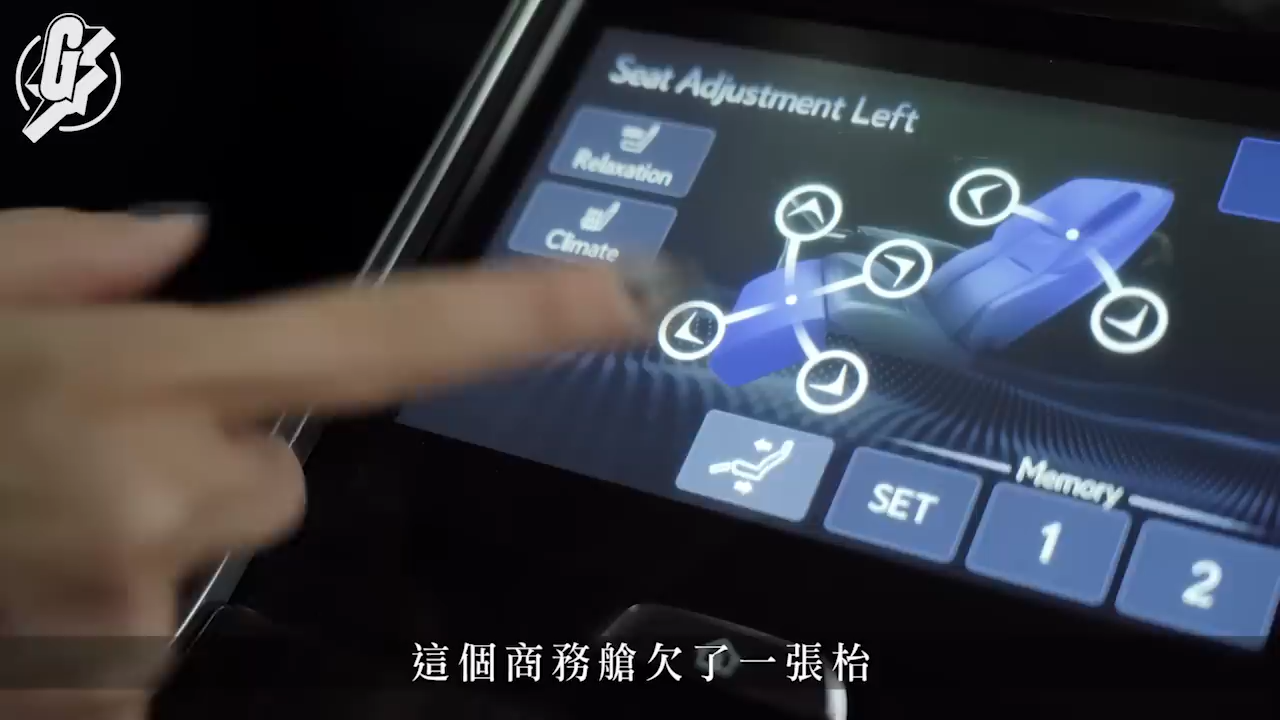 Seat Adjustment Left
Relaxation
Climate
Memory
SET
1
2
這個商務艙欠了一張枱